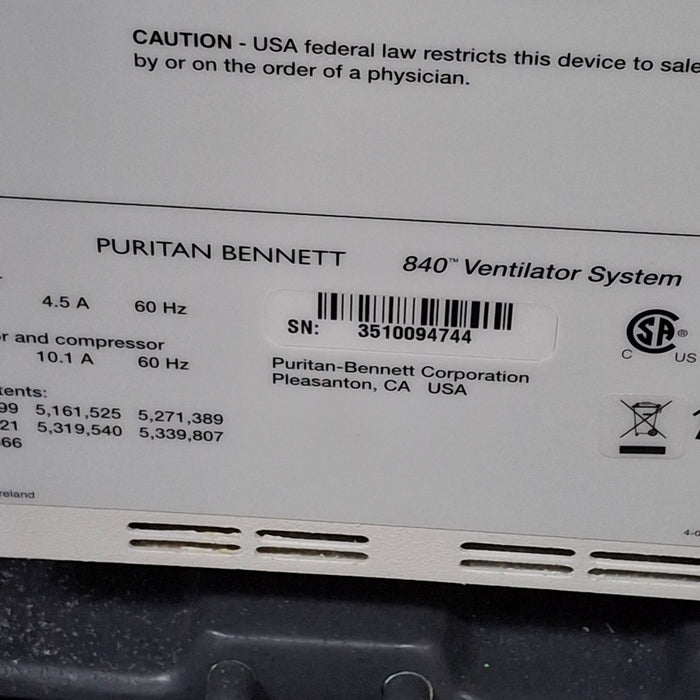 CAUTION - USA federal law restricts this device to sale
by or on the order of a physician.
PURITAN BENNETT 840™ Ventilator System
4.5 A 60 Hz
SN: 3510094744
r and compressor
10.1 A 60 Hz
Puritan-Bennett Corporation
Pleasanton, CA USA
SA ®
C US
tents:
99 5,161,525 5,271,389
21 5,319,540 5,339,807
66
reland